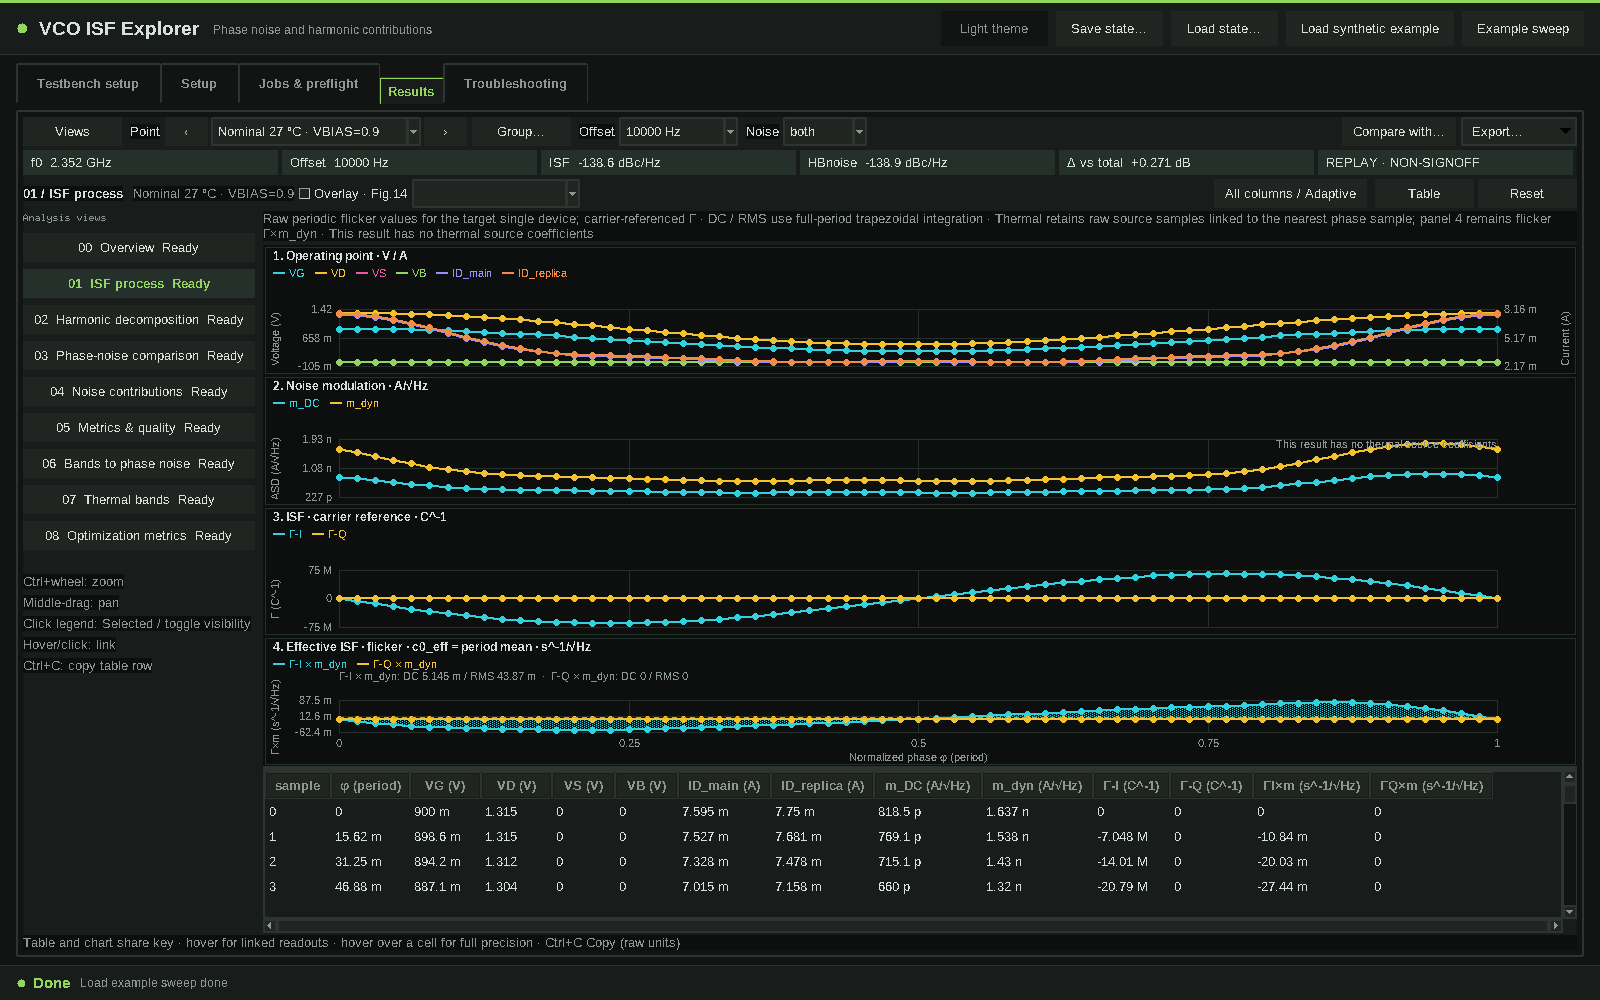 VCO ISF Explorer Phase noise and harmonic contributions Light theme Save state... Load state... Load synthetic example Example sweep
Testbench setup Setup Jobs & preflight Results Troubleshooting
Views Point ‹ Nominal 27 °C · VBIAS=0.9 › Group... Offset 10000 Hz Noise both Compare with... Export...
f0 2.352 GHz Offset 10000 Hz ISF -138.6 dBc/Hz HBnoise -138.9 dBc/Hz Δ vs total +0.271 dB REPLAY · NON-SIGNOFF
01 / ISF process Nominal 27 °C · VBIAS=0.9 Overlay · Fig.14 All columns / Adaptive Table Reset
Analysis views
00 Overview Ready
01 ISF process Ready
02 Harmonic decomposition Ready
03 Phase-noise comparison Ready
04 Noise contributions Ready
05 Metrics & quality Ready
06 Bands to phase noise Ready
07 Thermal bands Ready
08 Optimization metrics Ready
Ctrl+wheel: zoom
Middle-drag: pan
Click legend: Selected / toggle visibility
Hover/click: link
Ctrl+C: copy table row
Raw periodic flicker values for the target single device; carrier-referenced Γ · DC / RMS use full-period trapezoidal integration · Thermal retains raw source samples linked to the nearest phase sample; panel 4 remains flicker
Γ×m_dyn · This result has no thermal source coefficients
1. Operating point · V / A
VG VD VS VB ID_main ID_replica
Voltage (V)
1.42
658 m
-105 m
8.16 m
5.17 m
2.17 m
Current (A)
2. Noise modulation · A/√Hz
m_DC m_dyn
This result has no thermal source coefficients
ASD (A/√Hz)
1.93 n
1.08 n
227 p
3. ISF · carrier reference · C^-1
Γ-I Γ-Q
Γ (C^-1)
75 M
0
-75 M
4. Effective ISF · flicker · c0_eff = period mean · s^-1/√Hz
Γ-I × m_dyn Γ-Q × m_dyn
Γ-I × m_dyn: DC 5.145 m / RMS 43.87 m · Γ-Q × m_dyn: DC 0 / RMS 0
Γ×m (s^-1/√Hz)
87.5 m
12.6 m
-62.4 m
0 0.25 0.5 0.75 1
Normalized phase φ (period)
sample φ (period) VG (V) VD (V) VS (V) VB (V) ID_main (A) ID_replica (A) m_DC (A/√Hz) m_dyn (A/√Hz) Γ-I (C^-1) Γ-Q (C^-1) ΓI×m (s^-1/√Hz) ΓQ×m (s^-1/√Hz)
0 0 900 m 1.315 0 0 7.595 m 7.75 m 818.5 p 1.637 n 0 0 0 0
1 15.62 m 898.6 m 1.315 0 0 7.527 m 7.681 m 769.1 p 1.538 n -7.048 M 0 -10.84 m 0
2 31.25 m 894.2 m 1.312 0 0 7.328 m 7.478 m 715.1 p 1.43 n -14.01 M 0 -20.03 m 0
3 46.88 m 887.1 m 1.304 0 0 7.015 m 7.158 m 660 p 1.32 n -20.79 M 0 -27.44 m 0
Table and chart share key · hover for linked readouts · hover over a cell for full precision · Ctrl+C Copy (raw units)
Done Load example sweep done